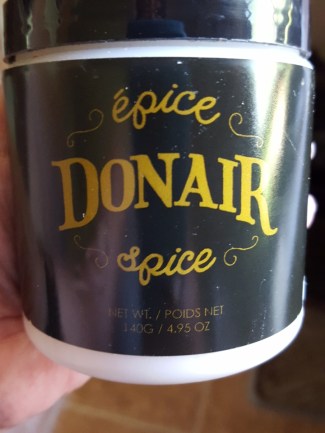 épice
DONAIR
spice
NET WT. / POIDS NET
140G / 4.95 OZ